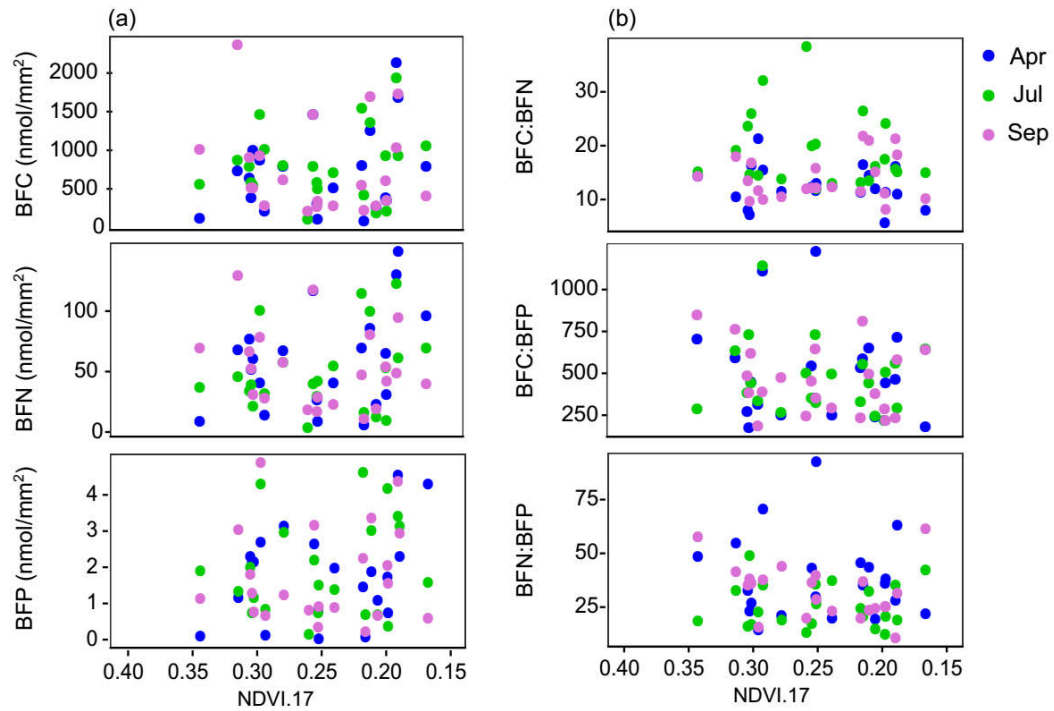 (a)
(b)
BFC (nmol/mm²)
2000
1500
1000
500
0
BFN (nmol/mm²)
100
50
0
BFP (nmol/mm²)
4
3
2
1
0
0.40 0.35 0.30 0.25 0.20 0.15
NDVI.17
BFC:BFN
30
20
10
BFC:BFP
1000
750
500
250
BFN:BFP
75
50
25
0.40 0.35 0.30 0.25 0.20 0.15
NDVI.17
Apr
Jul
Sep